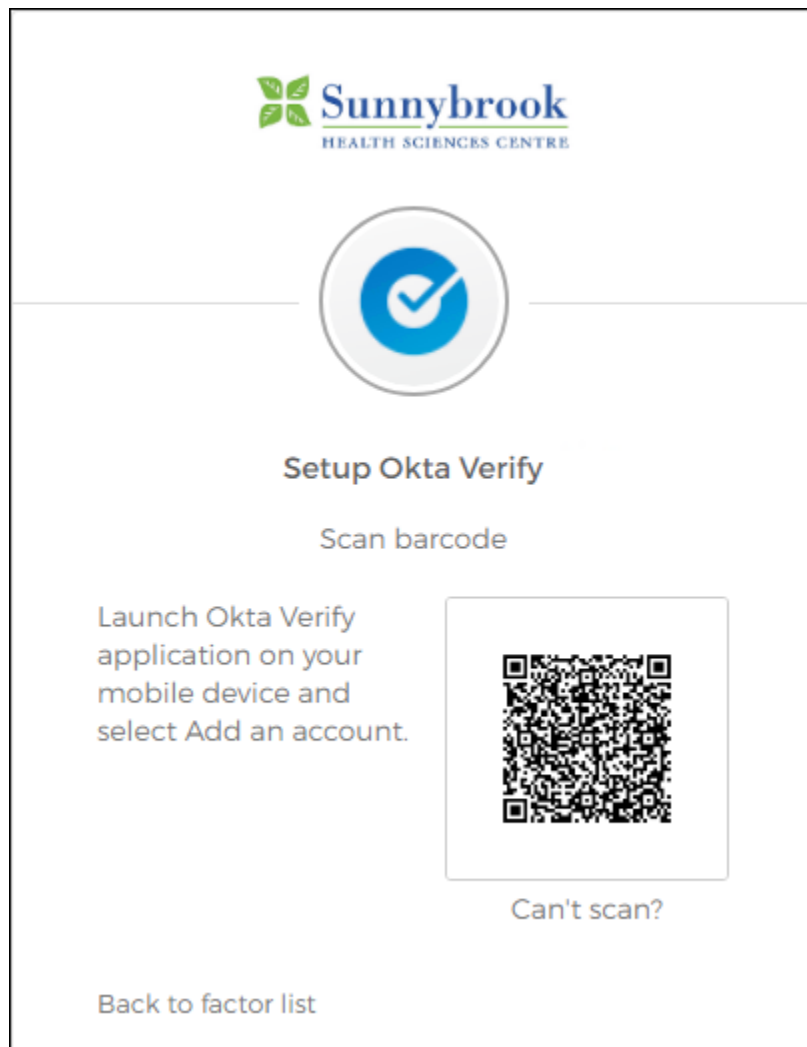 Sunnybrook
HEALTH SCIENCES CENTRE
Setup Okta Verify
Scan barcode
Launch Okta Verify
application on your
mobile device and
select Add an account.
Can't scan?
Back to factor list